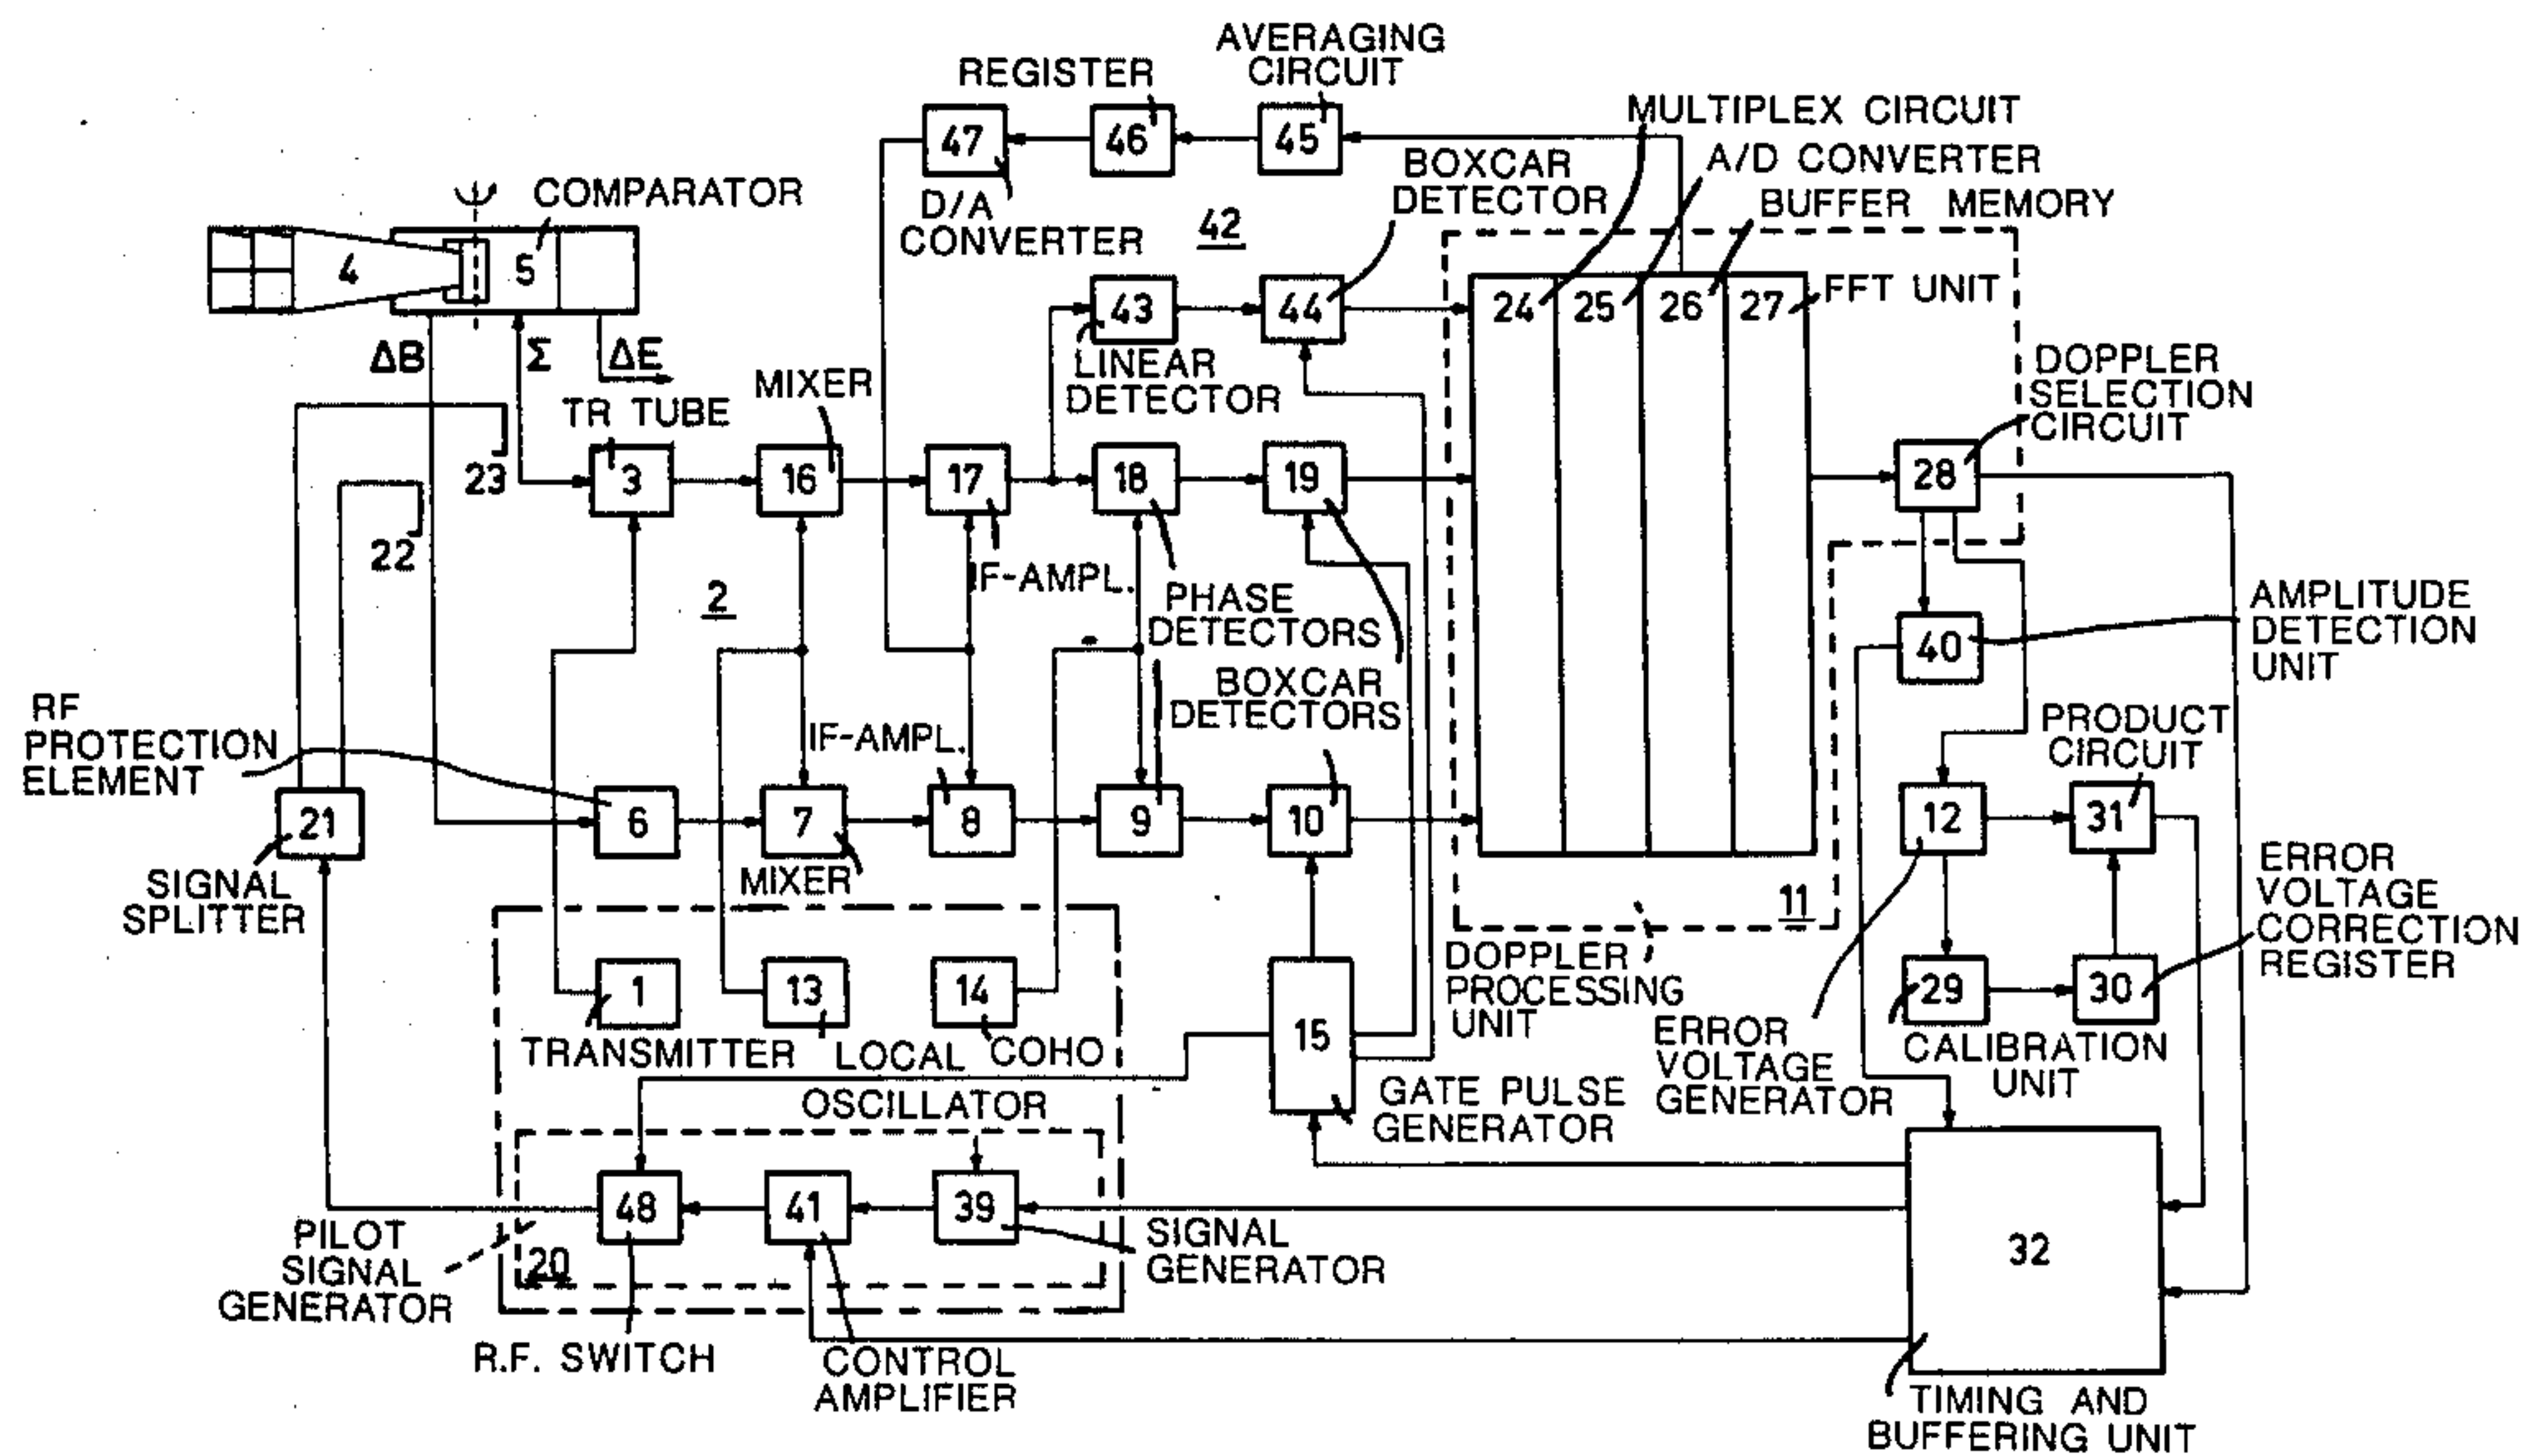 AVERAGING
CIRCUIT
REGISTER
MULTIPLEX CIRCUIT
47
46
45
BOXCAR
DETECTOR
A/D CONVERTER
COMPARATOR
D/A
CONVERTER
42
BUFFER MEMORY
4
5
43
44
24
25
26
27
FFT UNIT
ΔB
Σ
ΔE
LINEAR
DETECTOR
DOPPLER
SELECTION
CIRCUIT
MIXER
TR TUBE
23
3
16
17
18
19
28
22
2
IF-AMPL.
PHASE
DETECTORS
AMPLITUDE
DETECTION
UNIT
40
BOXCAR
DETECTORS
RF
PROTECTION
ELEMENT
IF-AMPL.
PRODUCT
CIRCUIT
21
6
7
8
9
10
12
31
SIGNAL
SPLITTER
MIXER
11
ERROR
VOLTAGE
CORRECTION
REGISTER
1
13
14
15
DOPPLER
PROCESSING
UNIT
29
30
TRANSMITTER
LOCAL
OSCILLATOR
COHO
GATE PULSE
GENERATOR
ERROR
VOLTAGE
GENERATOR
CALIBRATION
UNIT
48
41
39
PILOT
SIGNAL
GENERATOR
20
SIGNAL
GENERATOR
32
R.F. SWITCH
CONTROL
AMPLIFIER
TIMING AND
BUFFERING UNIT